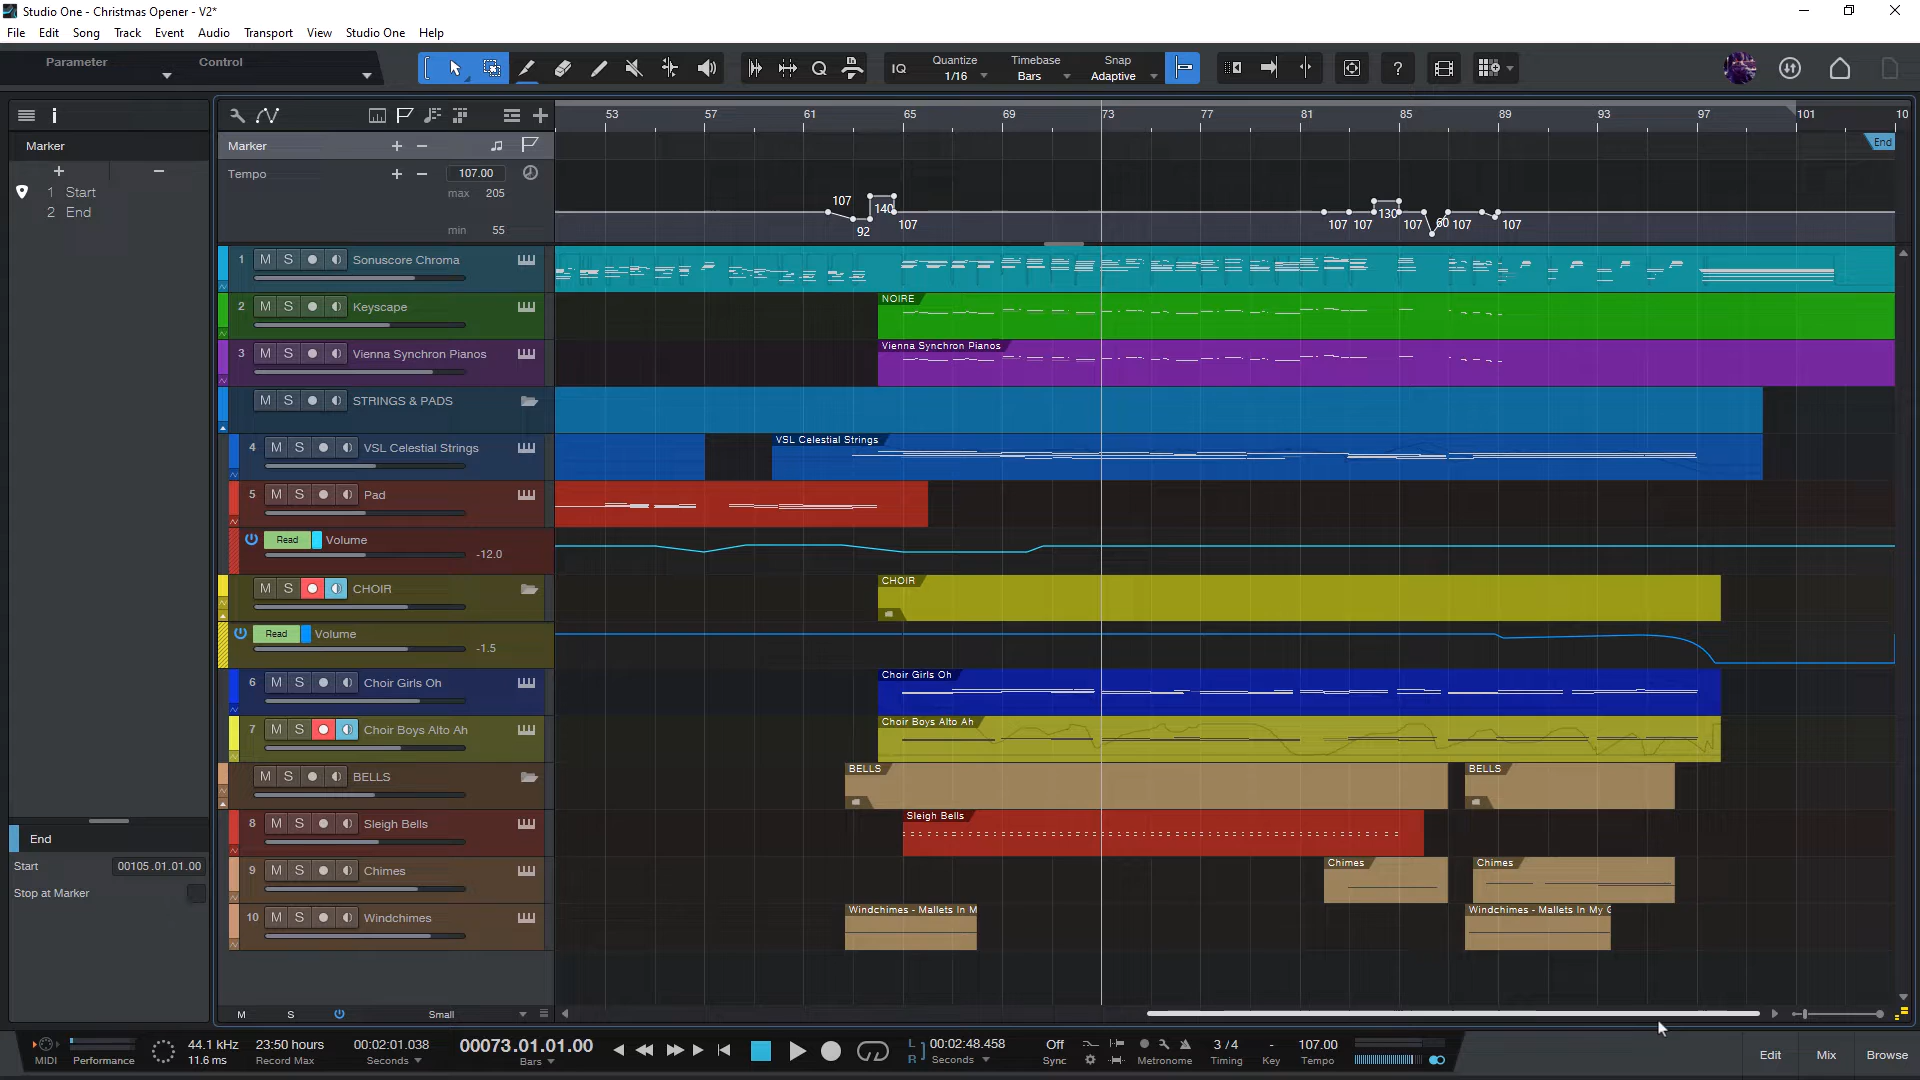 Studio One - Christmas Opener - V2*
File Edit Song Track Event Audio Transport View Studio One Help
Parameter Control
IQ Quantize 1/16 Timebase Bars Snap Adaptive ?
i
53 57 61 65 69 73 77 81 85 89 93 97 101 10
Marker
+ −
1 Start
2 End
Marker + −
End
Tempo + − 107.00
max 205
min 55
107 92 140 107
107 107 130 107 60 107 107
1 M S Sonuscore Chroma
2 M S Keyscape
NOIRE
3 M S Vienna Synchron Pianos
Vienna Synchron Pianos
M S STRINGS & PADS
4 M S VSL Celestial Strings
VSL Celestial Strings
5 M S Pad
Read Volume
-12.0
M S CHOIR
CHOIR
Read Volume
-1.5
6 M S Choir Girls Oh
Choir Girls Oh
7 M S Choir Boys Alto Ah
Choir Boys Alto Ah
M S BELLS
BELLS BELLS
8 M S Sleigh Bells
Sleigh Bells
9 M S Chimes
Chimes Chimes
10 M S Windchimes
Windchimes - Mallets In M
Windchimes - Mallets In My G
End
Start 00105.01.01.00
Stop at Marker
M S Small
MIDI Performance
44.1 kHz
11.6 ms
23:50 hours
Record Max
00:02:01.038
Seconds
00073.01.01.00
Bars
L 00:02:48.458
R Seconds
Off
Sync
Metronome
3 / 4
Timing
-
Key
107.00
Tempo
Edit Mix Browse